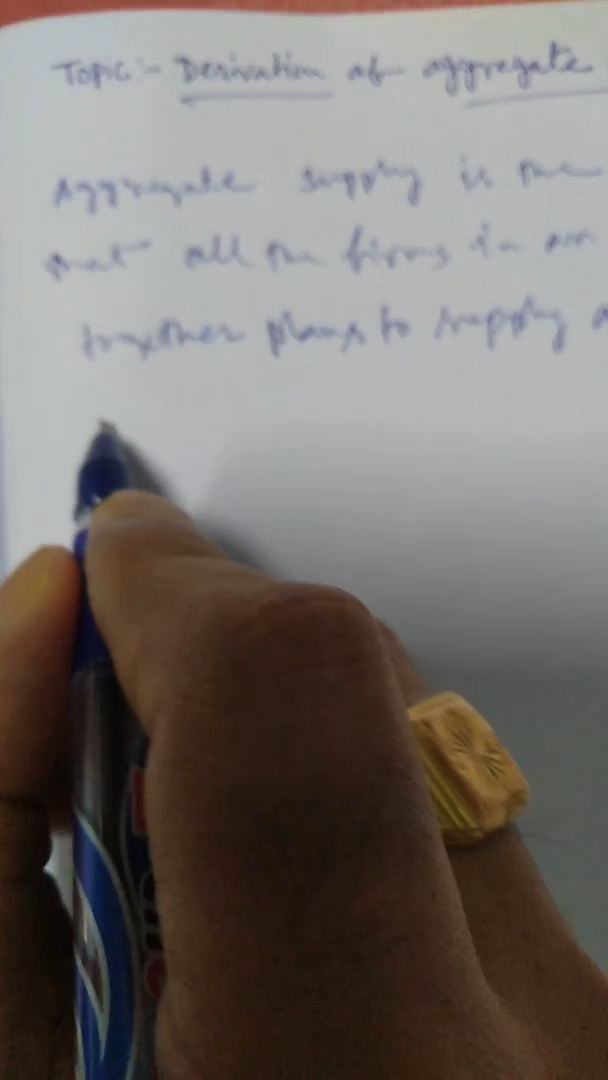 Topic:- Derivation of aggregate
Aggregate supply is the
that all the firms in an
together plans to supply a